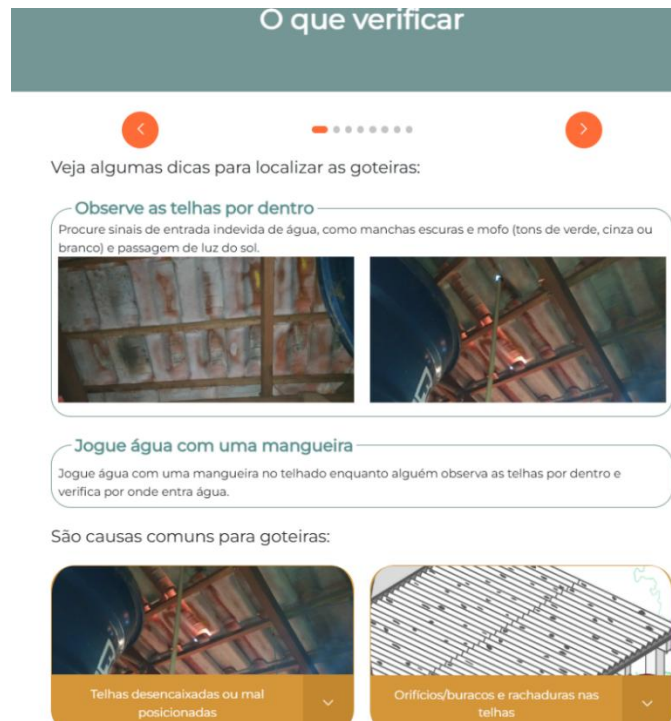 O que verificar
Veja algumas dicas para localizar as goteiras:
Observe as telhas por dentro
Procure sinais de entrada indevida de água, como manchas escuras e mofo (tons de verde, cinza ou
branco) e passagem de luz do sol.
Jogue água com uma mangueira
Jogue água com uma mangueira no telhado enquanto alguém observa as telhas por dentro e
verifica por onde entra água.
São causas comuns para goteiras:
Telhas desencaixadas ou mal
posicionadas
Orifícios/buracos e rachaduras nas
telhas